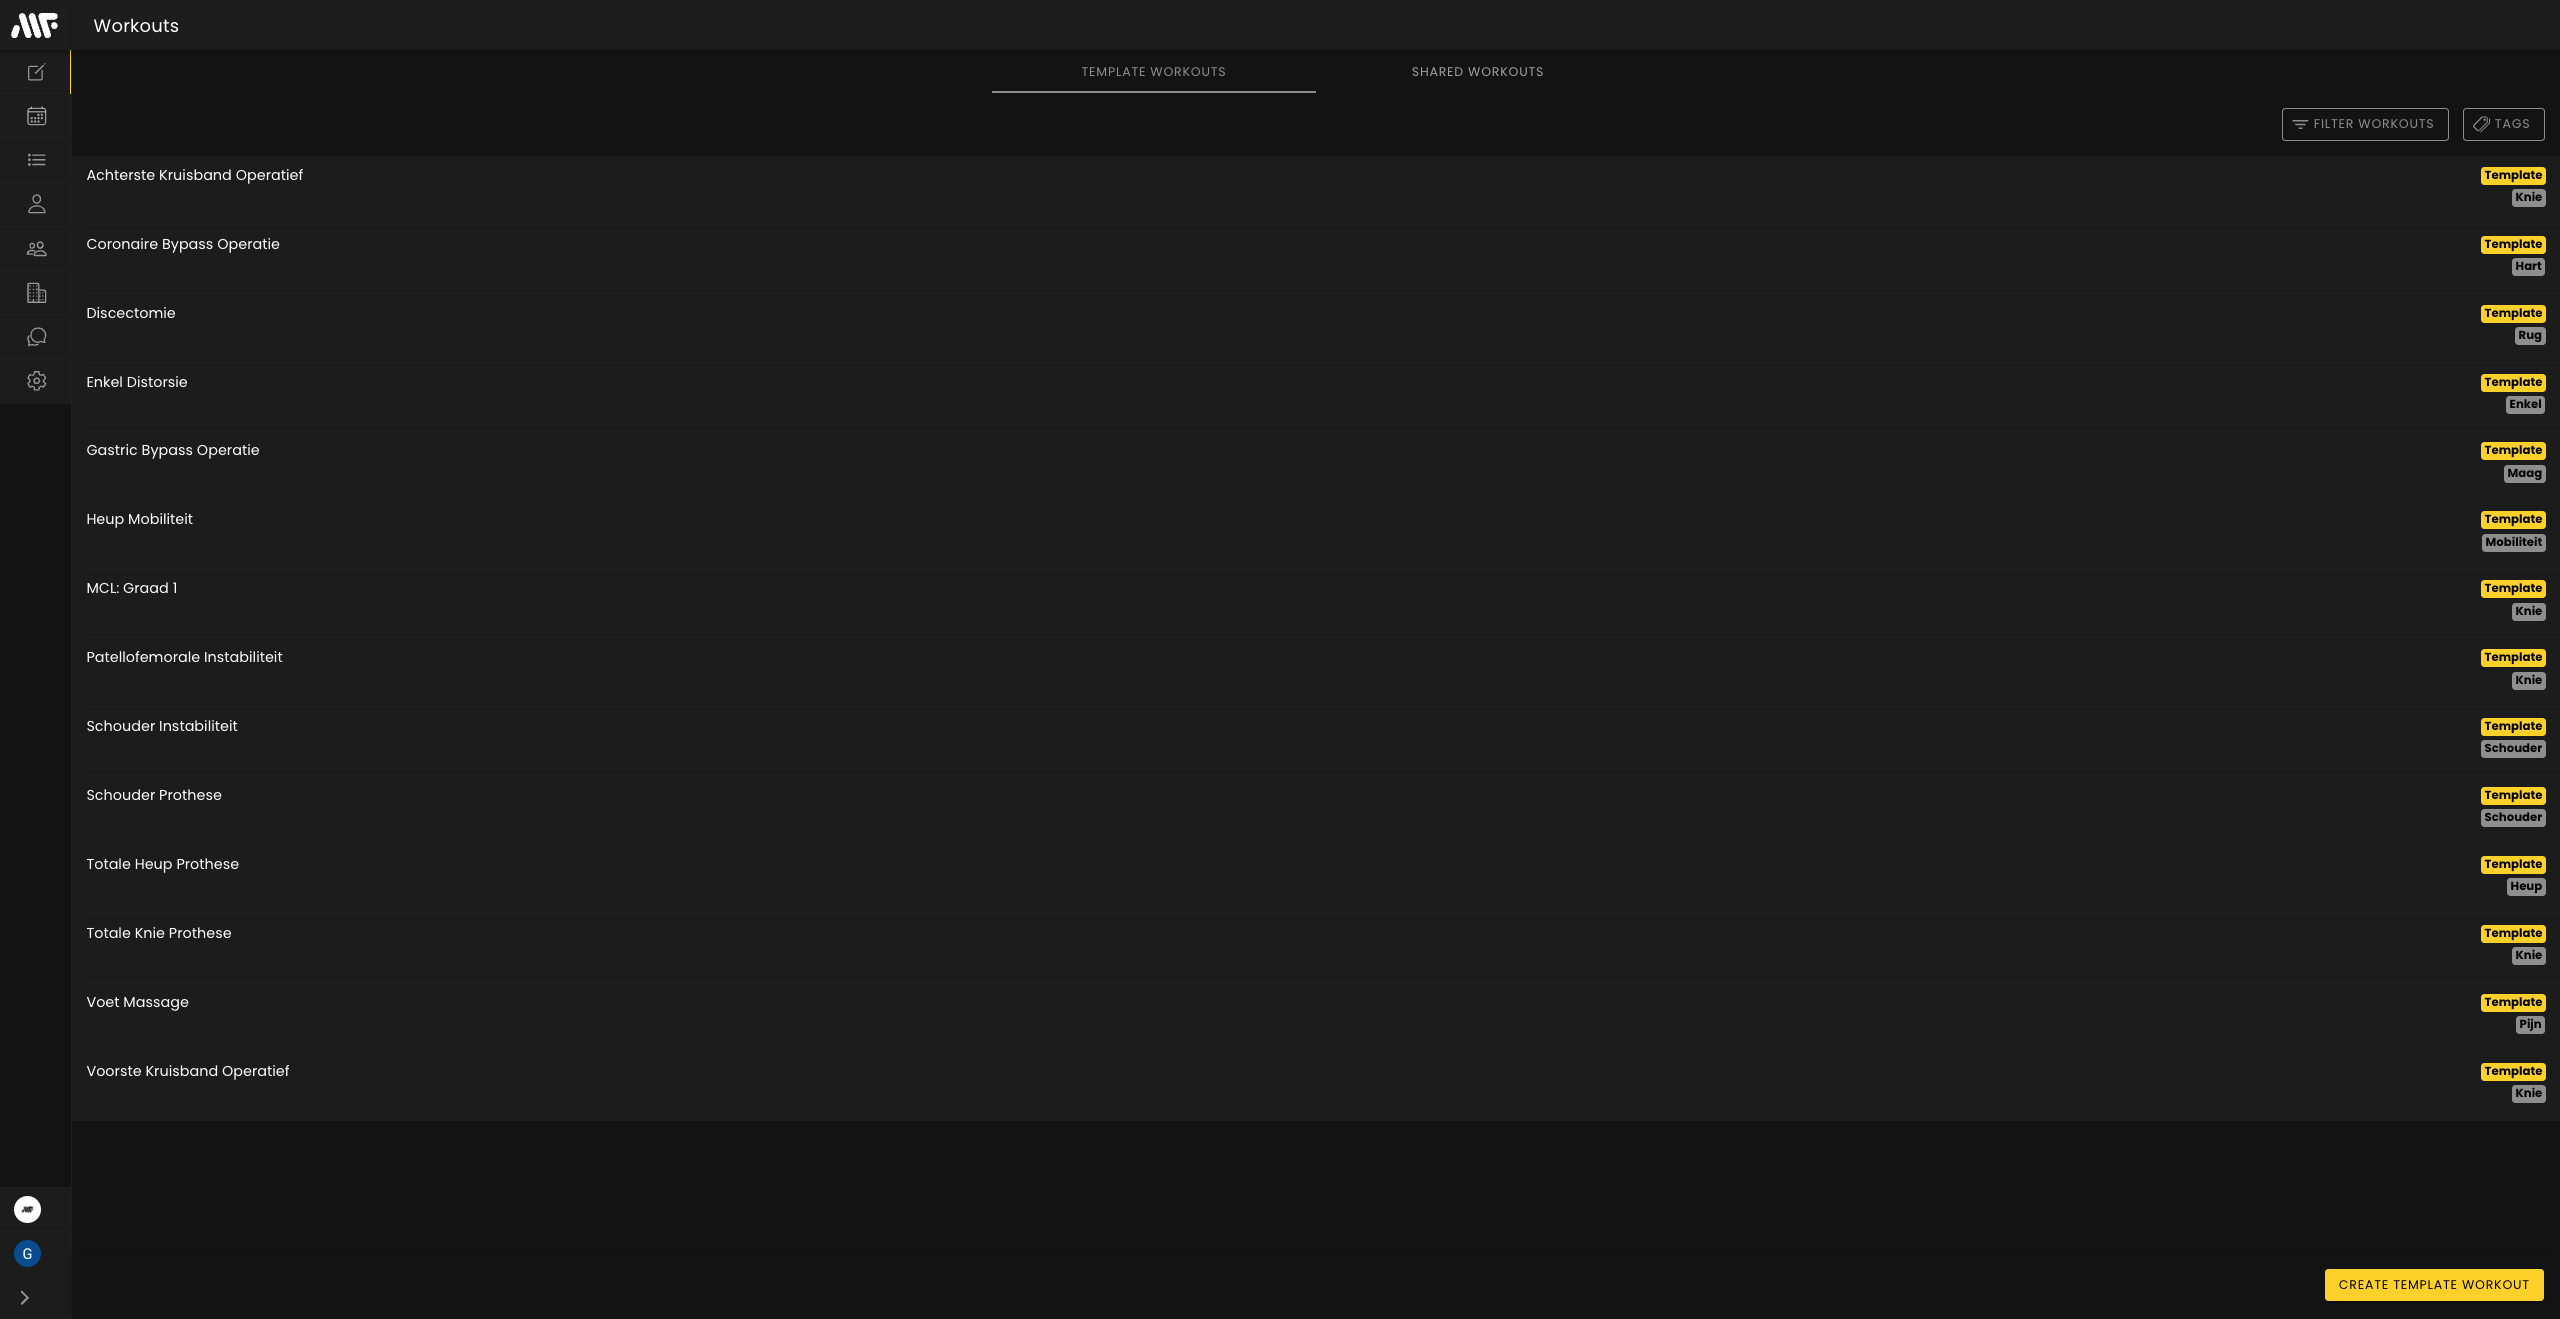 Workouts
TEMPLATE WORKOUTS
SHARED WORKOUTS
FILTER WORKOUTS
TAGS
Achterste Kruisband Operatief
Template
Knie
Coronaire Bypass Operatie
Template
Hart
Discectomie
Template
Rug
Enkel Distorsie
Template
Enkel
Gastric Bypass Operatie
Template
Maag
Heup Mobiliteit
Template
Mobiliteit
MCL: Graad 1
Template
Knie
Patellofemorale Instabiliteit
Template
Knie
Schouder Instabiliteit
Template
Schouder
Schouder Prothese
Template
Schouder
Totale Heup Prothese
Template
Heup
Totale Knie Prothese
Template
Knie
Voet Massage
Template
Pijn
Voorste Kruisband Operatief
Template
Knie
G
CREATE TEMPLATE WORKOUT